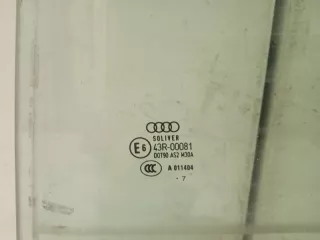 SOLIVER
E6 43R-00081
DOT90 AS2 M30A
CCC A 011404
- 7